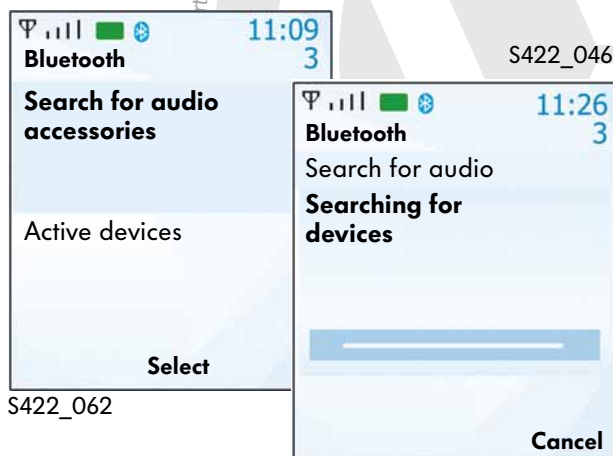 11:09
Bluetooth 3
Search for audio
accessories
Active devices
Select
S422_062
S422_046
11:26
Bluetooth 3
Search for audio
Searching for
devices
Cancel